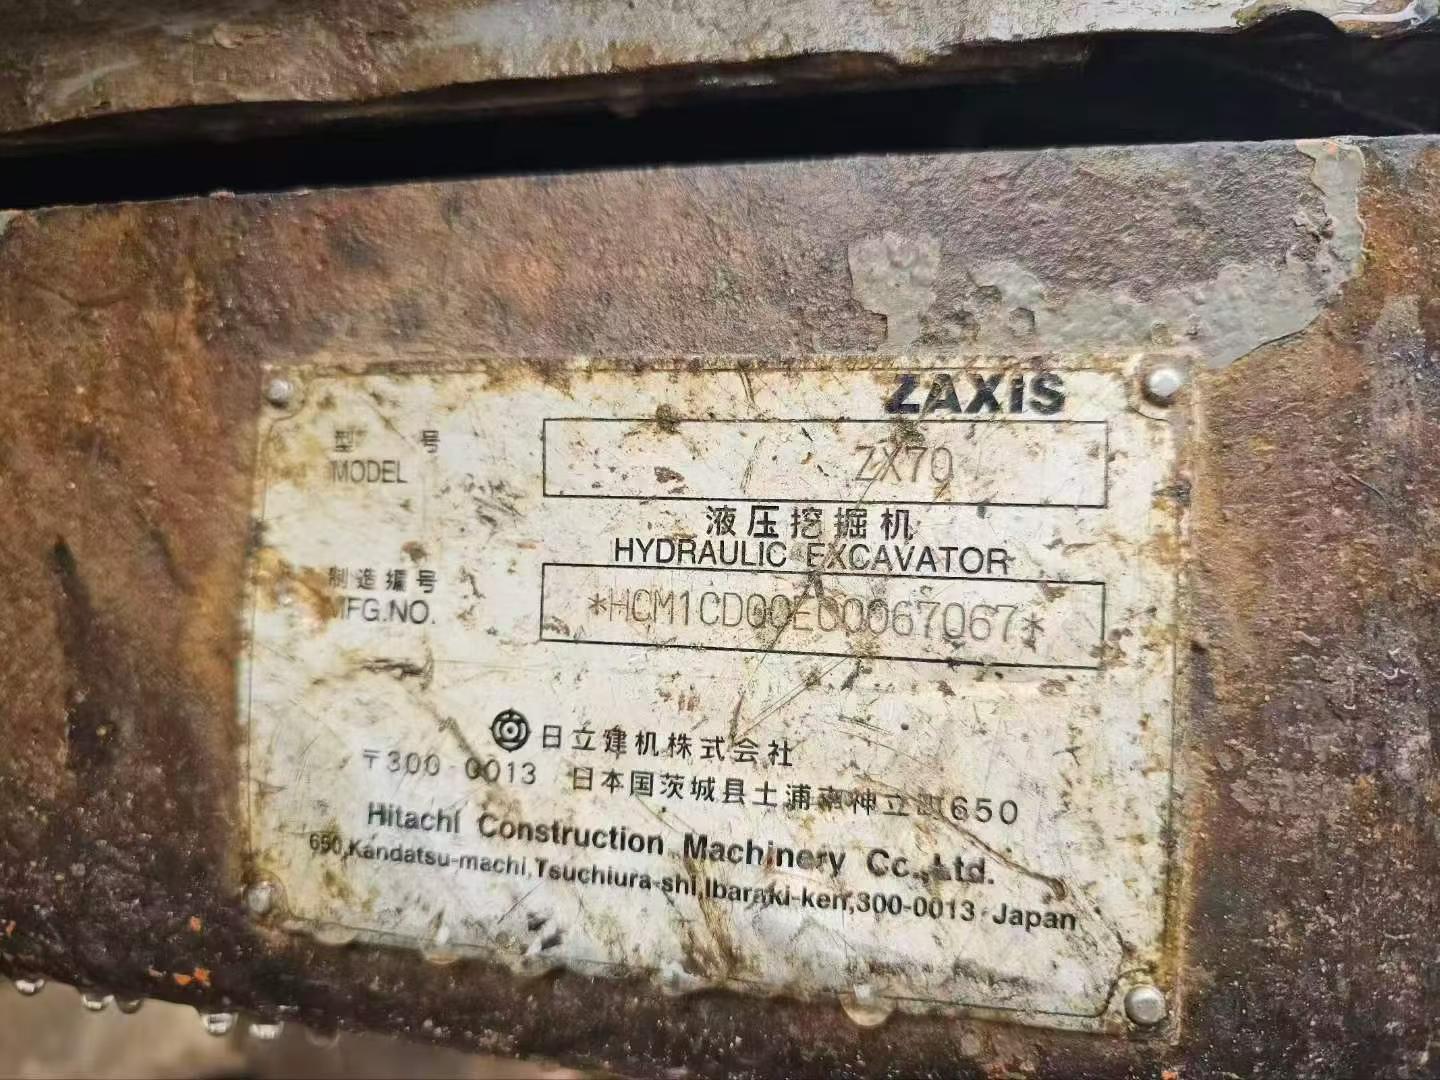 ZAXIS
型号
MODEL
ZX70
液压挖掘机
HYDRAULIC EXCAVATOR
制造编号
MFG.NO.
*HCM1CD00E00067067*
日立建机株式会社
〒300-0013 日本国茨城县土浦市神立町650
Hitachi Construction Machinery Co.,Ltd.
650,Kandatsu-machi,Tsuchiura-shi,Ibaraki-ken,300-0013 Japan